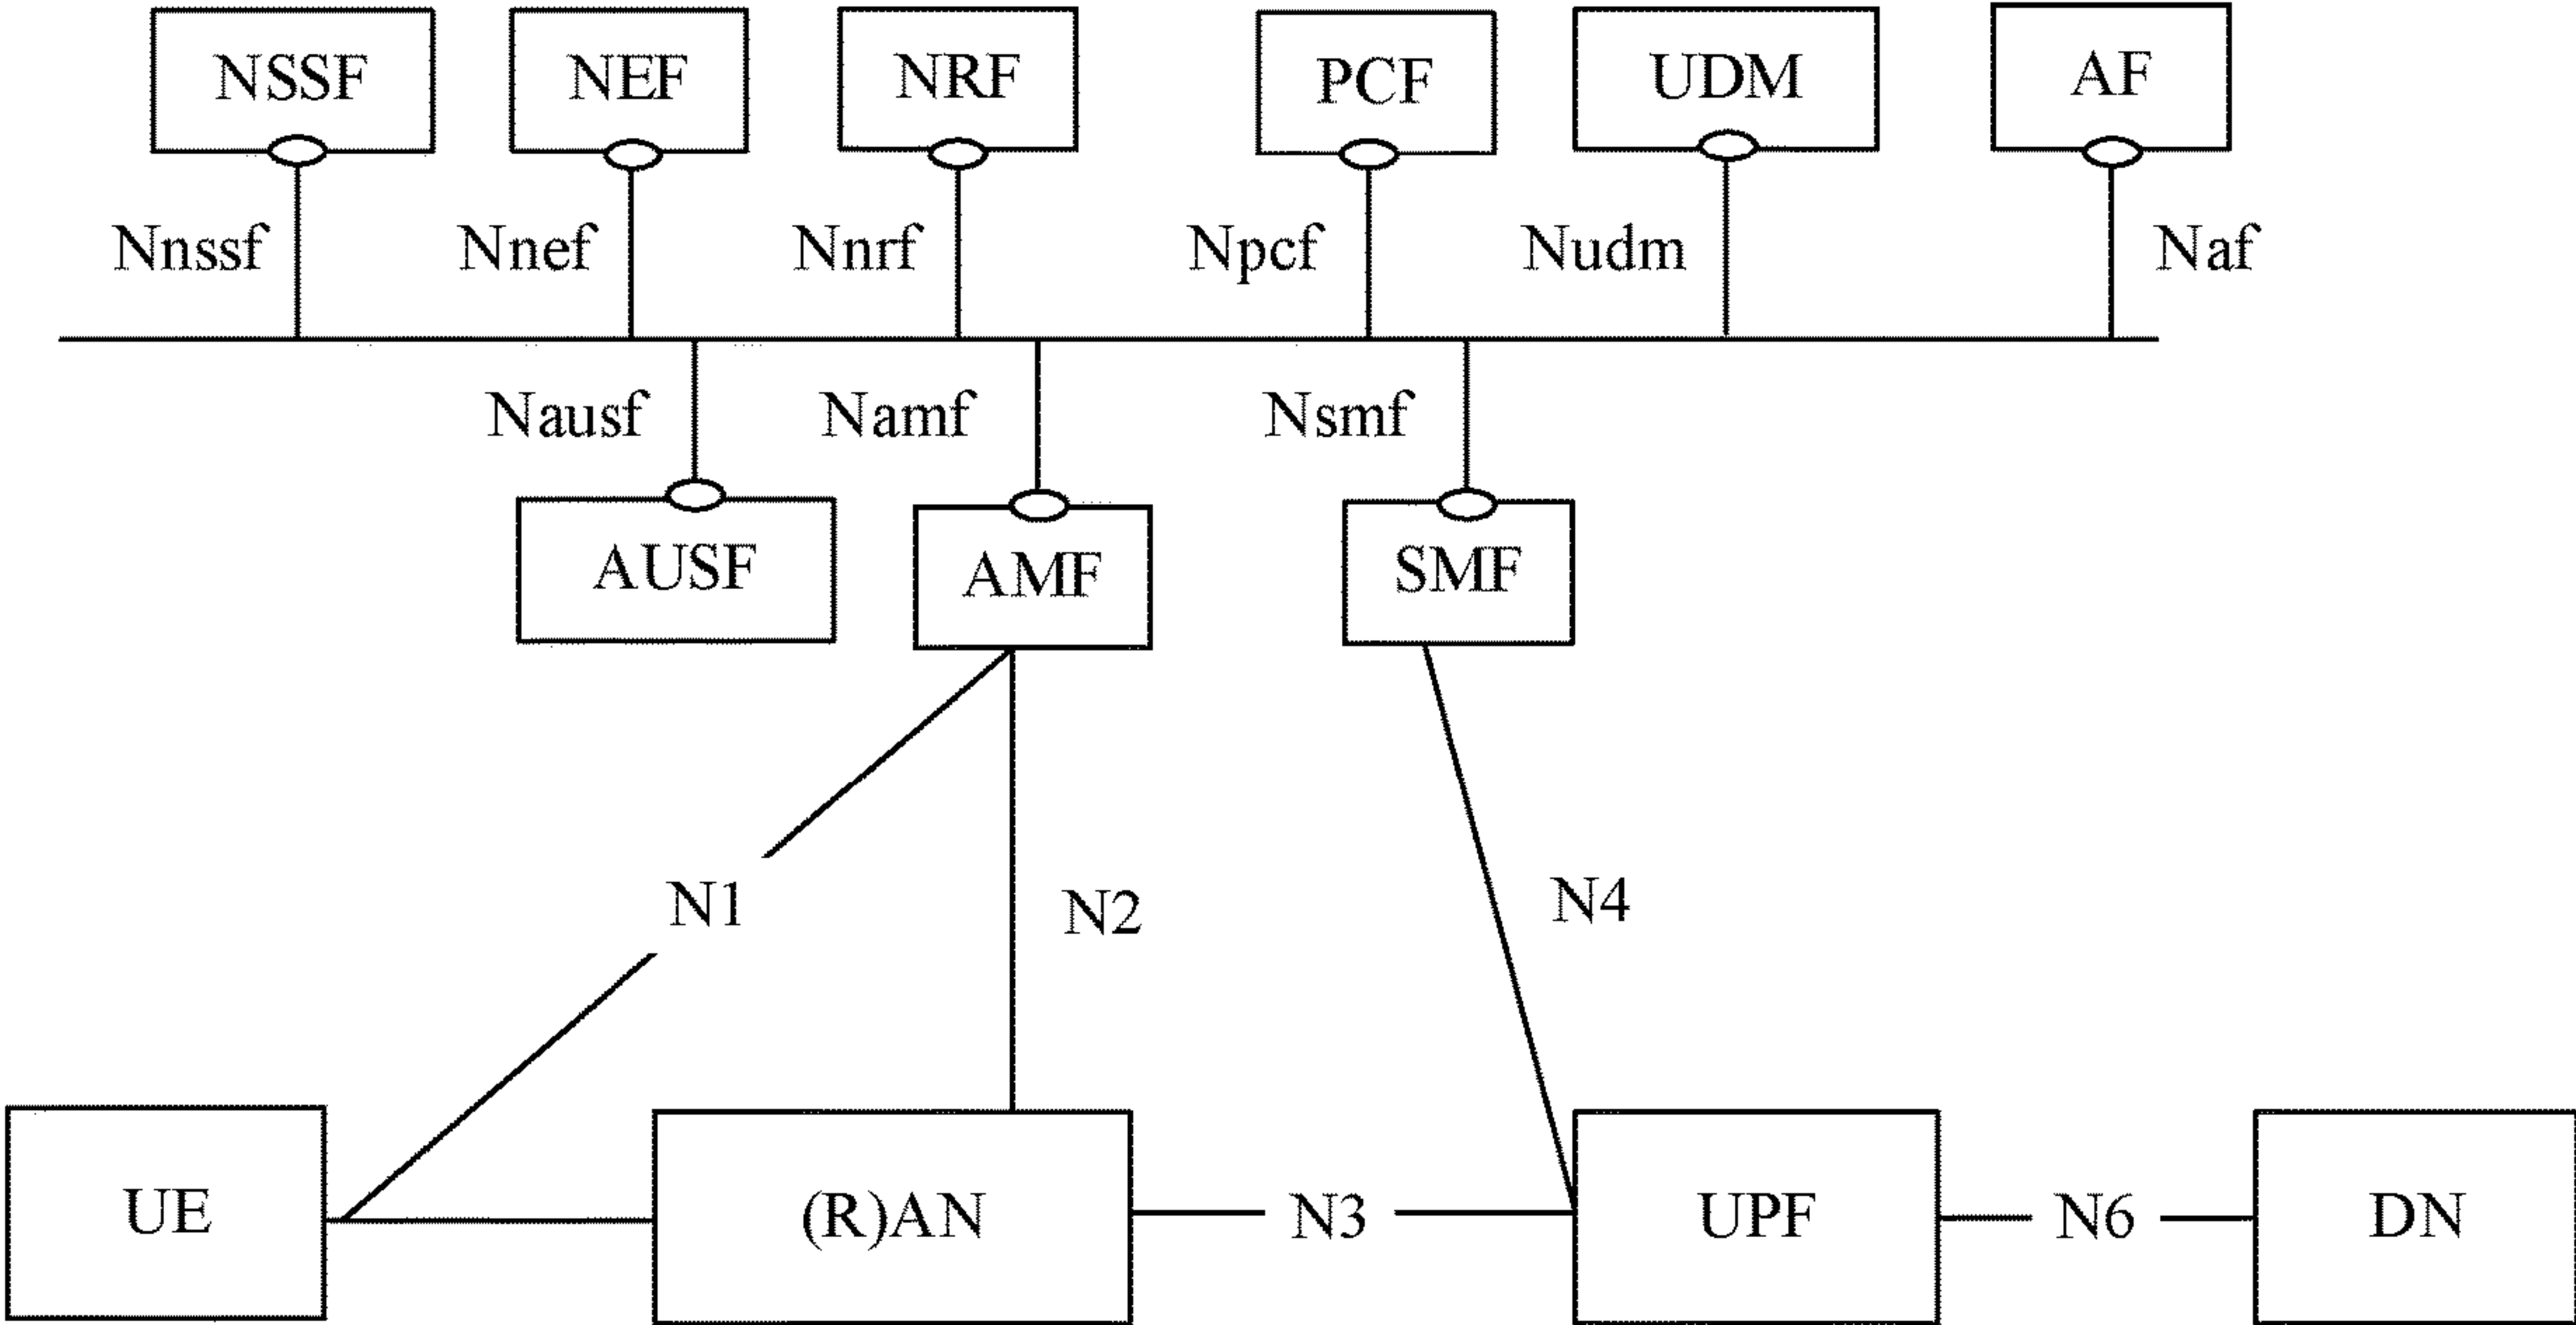 NSSF NEF NRF PCF UDM AF
Nnssf Nnef Nnrf Npcf Nudm Naf
Nausf Namf Nsmf
AUSF AMF SMF
N1 N2 N4
UE (R)AN N3 UPF N6 DN